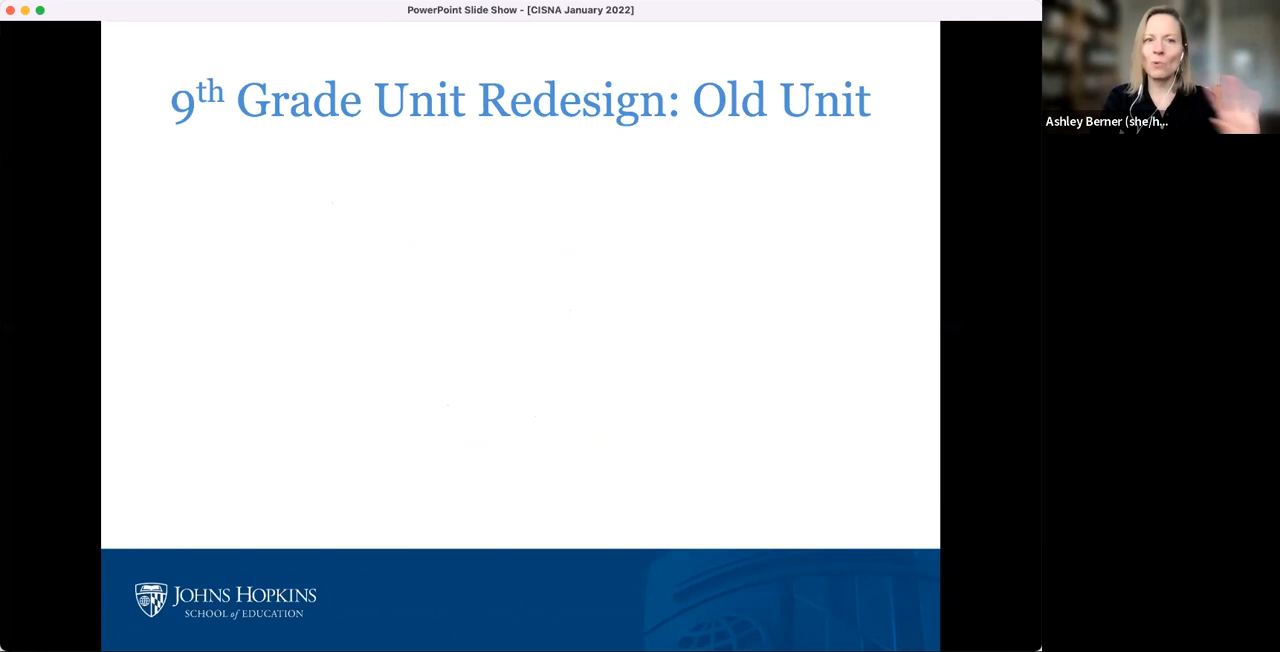 PowerPoint Slide Show - [CISNA January 2022]
9th Grade Unit Redesign: Old Unit
Ashley Berner (she/h...
JOHNS HOPKINS
SCHOOL of EDUCATION